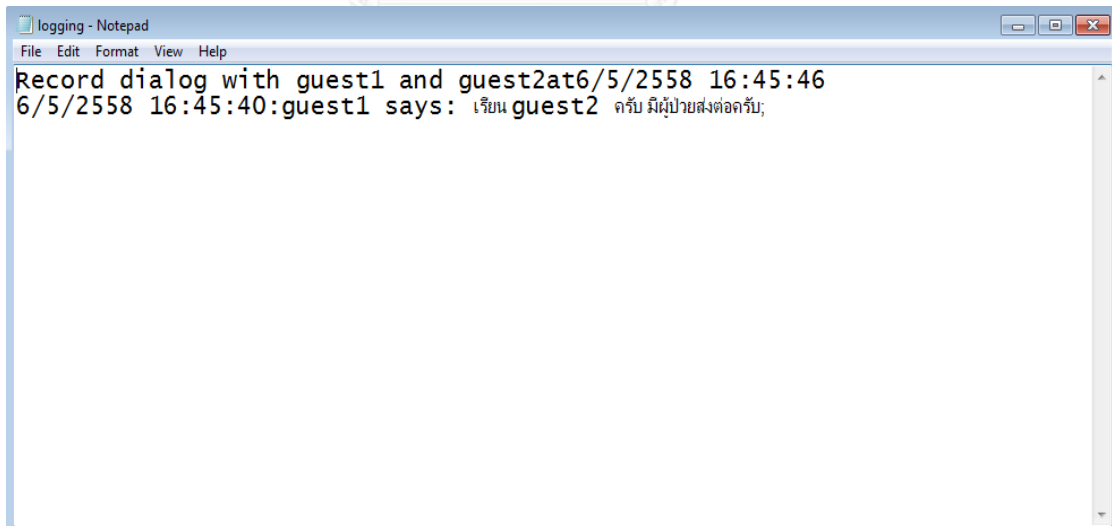 logging - Notepad
File Edit Format View Help
Record dialog with guest1 and guest2at6/5/2558 16:45:46
6/5/2558 16:45:40:guest1 says: เรียน guest2 ครับ มีผู้ป่วยส่งต่อครับ;